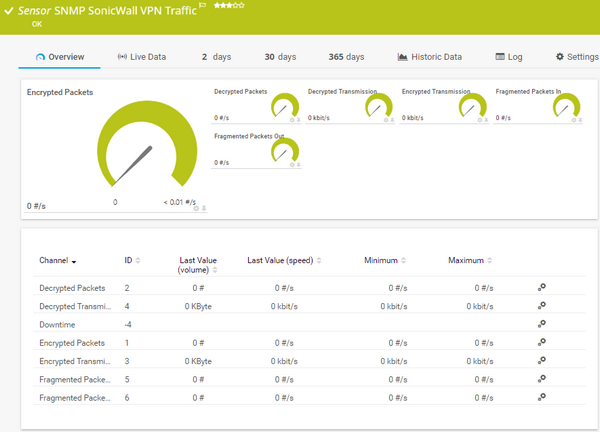 Sensor SNMP SonicWall VPN Traffic
OK
Overview Live Data 2 days 30 days 365 days Historic Data Log Settings
Encrypted Packets
0 #/s
0
< 0.01 #/s
Decrypted Packets
0 #/s
Decrypted Transmission
0 kbit/s
Encrypted Transmission
0 kbit/s
Fragmented Packets In
0 #/s
Fragmented Packets Out
0 #/s
Channel ID Last Value (volume) Last Value (speed) Minimum Maximum
Decrypted Packets 2 0 # 0 #/s 0 #/s 0 #/s
Decrypted Transmi... 4 0 KByte 0 kbit/s 0 kbit/s 0 kbit/s
Downtime -4
Encrypted Packets 1 0 # 0 #/s 0 #/s 0 #/s
Encrypted Transmi... 3 0 KByte 0 kbit/s 0 kbit/s 0 kbit/s
Fragmented Packe... 5 0 # 0 #/s 0 #/s 0 #/s
Fragmented Packe... 6 0 # 0 #/s 0 #/s 0 #/s